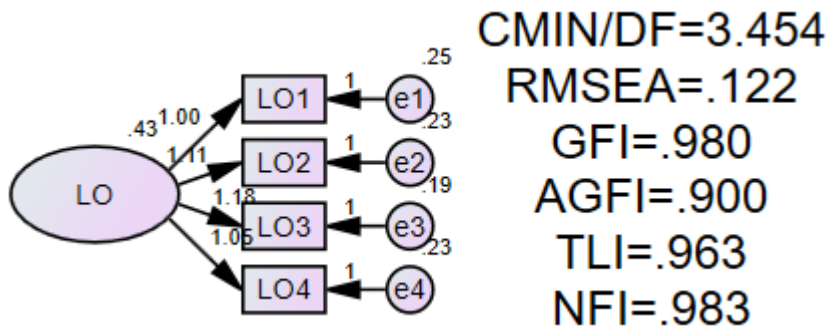 CMIN/DF=3.454
RMSEA=.122
GFI=.980
AGFI=.900
TLI=.963
NFI=.983
.25
LO1 1 e1
.43 1.00
.23
LO2 1 e2
1.11
LO
.19
1.18
LO3 1 e3
1.05
.23
LO4 1 e4